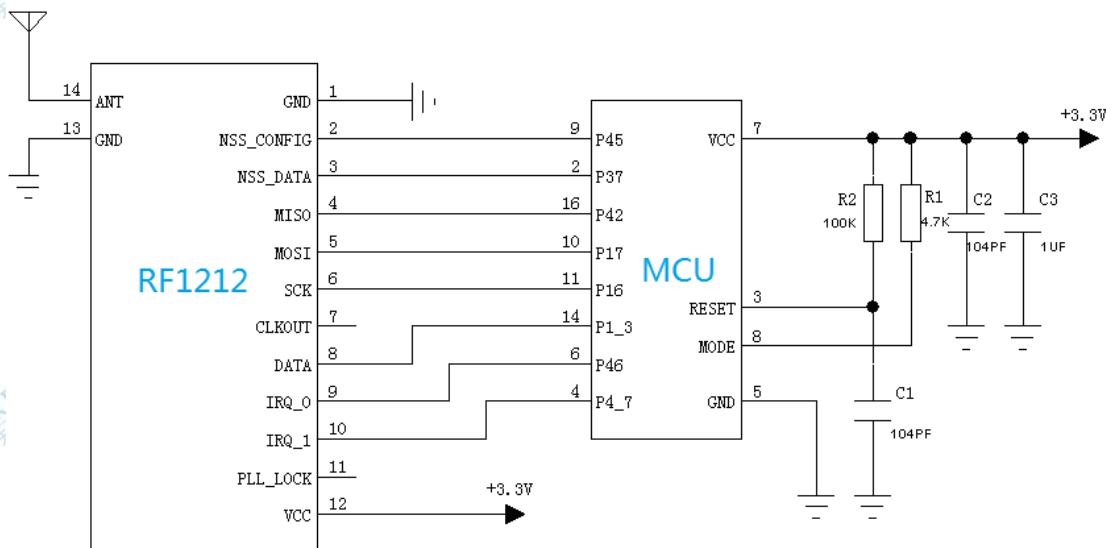 14 ANT
13 GND
RF1212
GND 1
NSS_CONFIG 2
NSS_DATA 3
MISO 4
MOSI 5
SCK 6
CLKOUT 7
DATA 8
IRQ_0 9
IRQ_1 10
PLL_LOCK 11
VCC 12
+3.3V
MCU
9 P45
2 P37
16 P42
10 P17
11 P16
14 P1_3
6 P46
4 P4_7
VCC 7
RESET 3
MODE 8
GND 5
+3.3V
R2
100K
R1
4.7K
C2
104PF
C3
1UF
C1
104PF